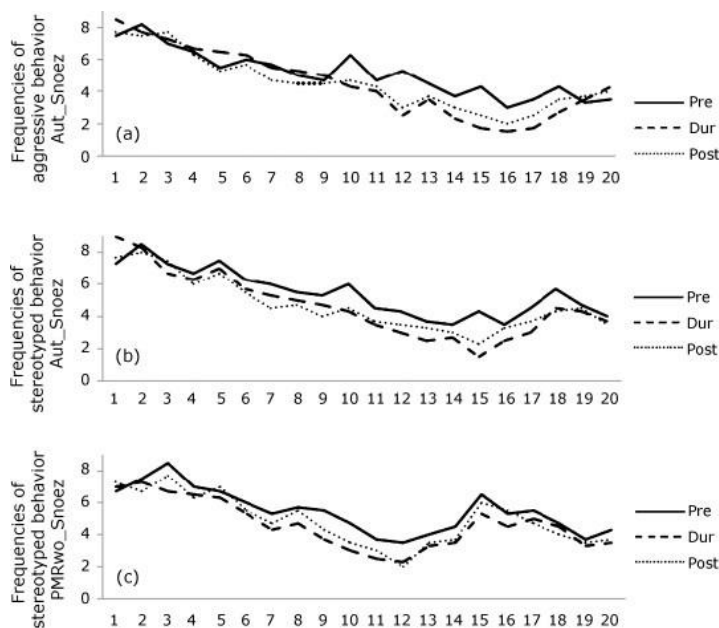 Frequencies of
aggressive behavior
Aut_Snoez
8
6
4
2
0
(a)
1 2 3 4 5 6 7 8 9 10 11 12 13 14 15 16 17 18 19 20
Pre
Dur
Post
Frequencies of
stereotyped behavior
Aut_Snoez
8
6
4
2
0
(b)
1 2 3 4 5 6 7 8 9 10 11 12 13 14 15 16 17 18 19 20
Pre
Dur
Post
Frequencies of
stereotyped behavior
PMRwo_Snoez
8
6
4
2
0
(c)
1 2 3 4 5 6 7 8 9 10 11 12 13 14 15 16 17 18 19 20
Pre
Dur
Post